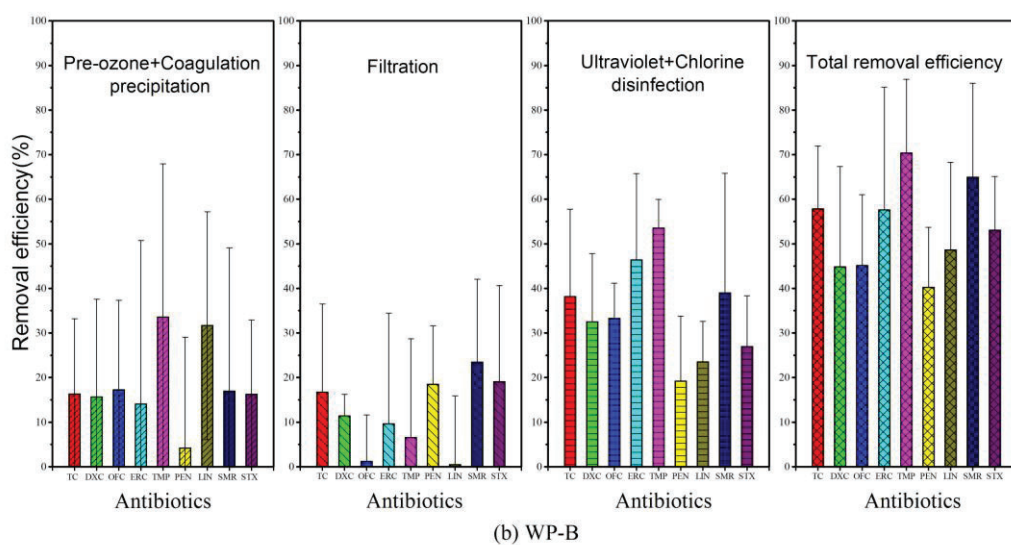 Removal efficiency(%)
100
90
80
70
60
50
40
30
20
10
0
Pre-ozone+Coagulation
precipitation
TC DXC OFC ERC TMP PEN LIN SMR STX
Antibiotics
100
90
80
70
60
50
40
30
20
10
0
Filtration
TC DXC OFC ERC TMP PEN LIN SMR STX
Antibiotics
100
90
80
70
60
50
40
30
20
10
0
Ultraviolet+Chlorine
disinfection
TC DXC OFC ERC TMP PEN LIN SMR STX
Antibiotics
100
90
80
70
60
50
40
30
20
10
0
Total removal efficiency
TC DXC OFC ERC TMP PEN LIN SMR STX
Antibiotics
(b) WP-B